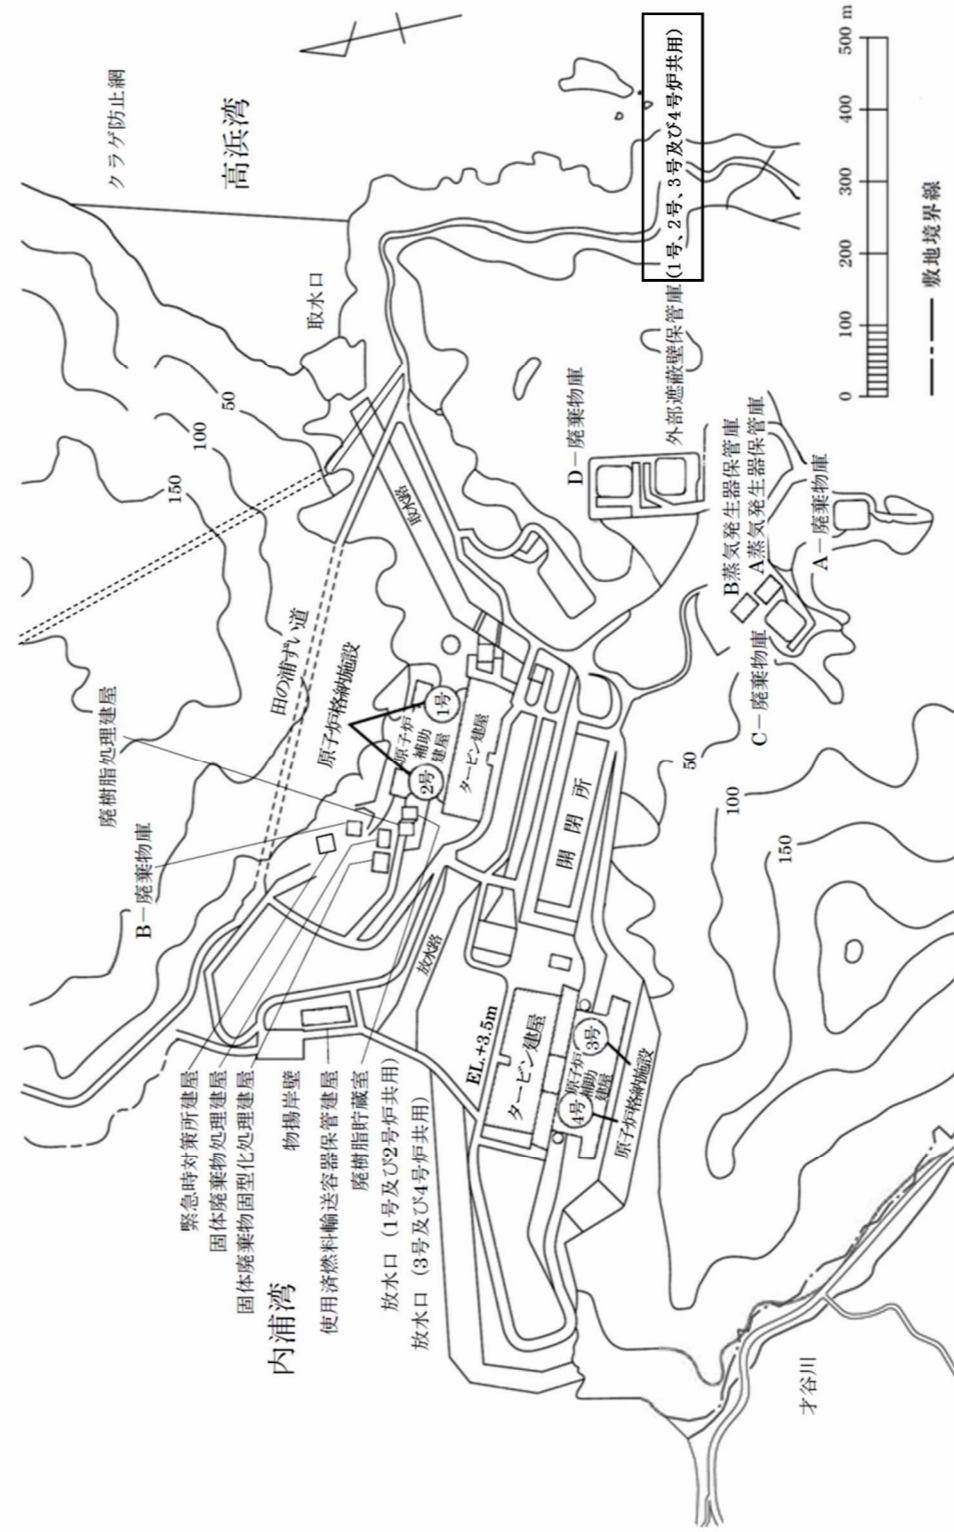 クラゲ防止網
高浜湾
取水口
50
100
150
取水路
田の浦ずい道
原子炉格納施設
廃樹脂処理建屋
B－廃棄物庫
1号
2号
原子炉
補助
建屋
タービン建屋
開閉所
放水路
EL.+3.5m
タービン建屋
3号
4号
原子炉
補助
建屋
原子炉格納施設
緊急時対策所建屋
固体廃棄物処理建屋
固体廃棄物固型化処理建屋
物揚岸壁
使用済燃料輸送容器保管建屋
廃樹脂貯蔵室
放水口（1号及び2号炉共用）
放水口（3号及び4号炉共用）
内浦湾
D－廃棄物庫
外部遮蔽壁保管庫(1号、2号、3号及び4号炉共用)
B蒸気発生器保管庫
A蒸気発生器保管庫
A－廃棄物庫
C－廃棄物庫
50
100
150
才谷川
0 100 200 300 400 500 m
敷地境界線